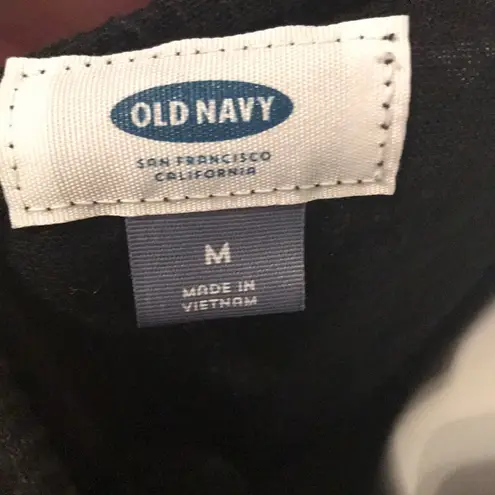 OLD NAVY
SAN FRANCISCO
CALIFORNIA
M
MADE IN
VIETNAM